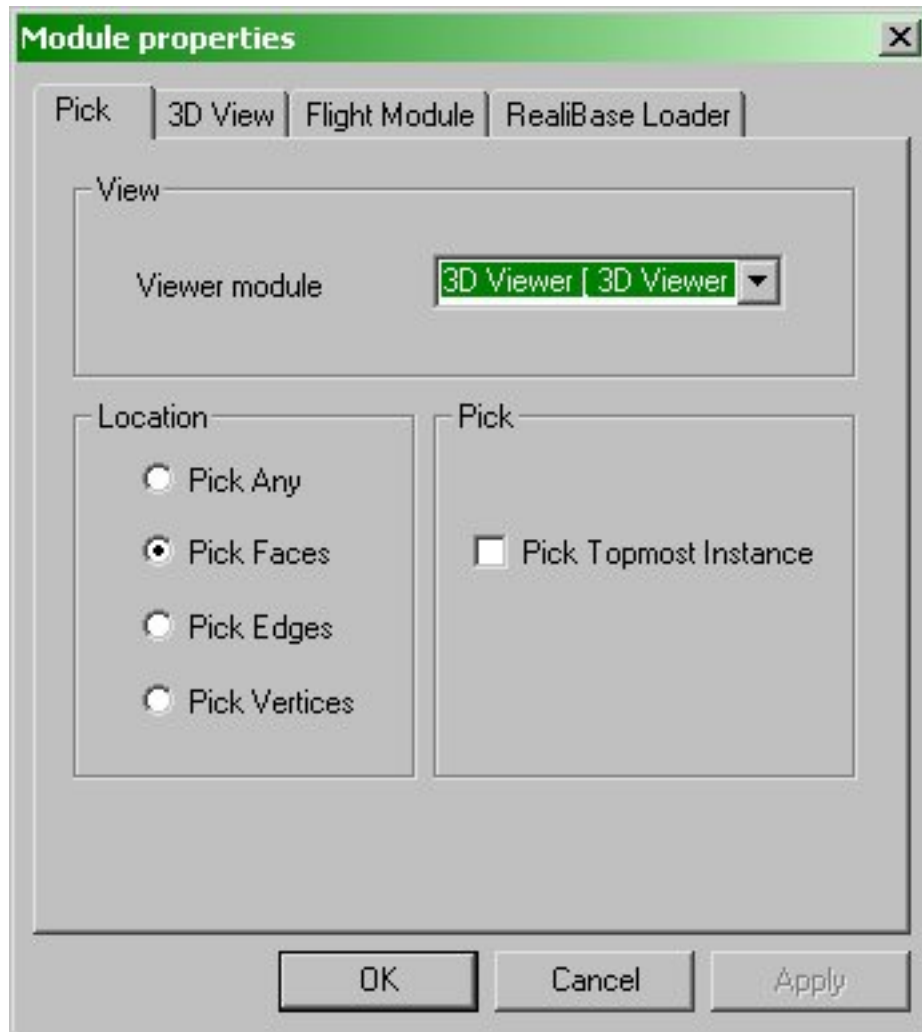 Module properties
Pick 3D View Flight Module RealiBase Loader
View
Viewer module 3D Viewer [ 3D Viewer
Location Pick
Pick Any
Pick Faces Pick Topmost Instance
Pick Edges
Pick Vertices
OK Cancel Apply